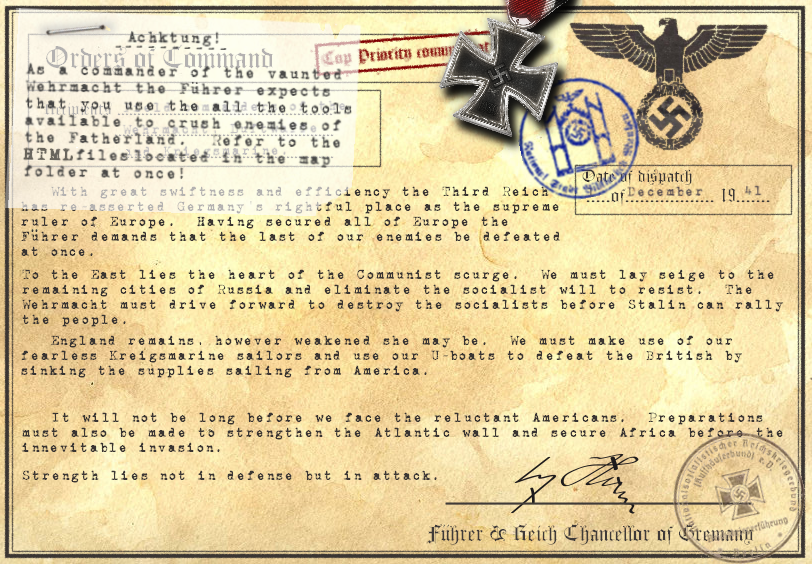 Achktung!
As a commander of the vaunted
Wehrmacht the Führer expects
that you use the all the tools
available to crush enemies of
the Fatherland. Refer to the
HTMLfileslocated in the map
folder at once!
Orders of Command
Top Priority
Date of dispatch
of December 19 41
With great swiftness and efficiency the Third Reich
has re-asserted Germany's rightful place as the supreme
ruler of Europe. Having secured all of Europe the
Führer demands that the last of our enemies be defeated
at once.
To the East lies the heart of the Communist scurge. We must lay seige to the
remaining cities of Russia and eliminate the socialist will to resist. The
Wehrmacht must drive forward to destroy the socialists before Stalin can rally
the people.
England remains, however weakened she may be. We must make use of our
fearless Kreigsmarine sailors and use our U-boats to defeat the British by
sinking the supplies sailing from America.
It will not be long before we face the reluctant Americans. Preparations
must also be made to strengthen the Atlantic wall and secure Africa before the
innevitable invasion.
Strength lies not in defense but in attack.
Führer & Reich Chancellor of Gremany